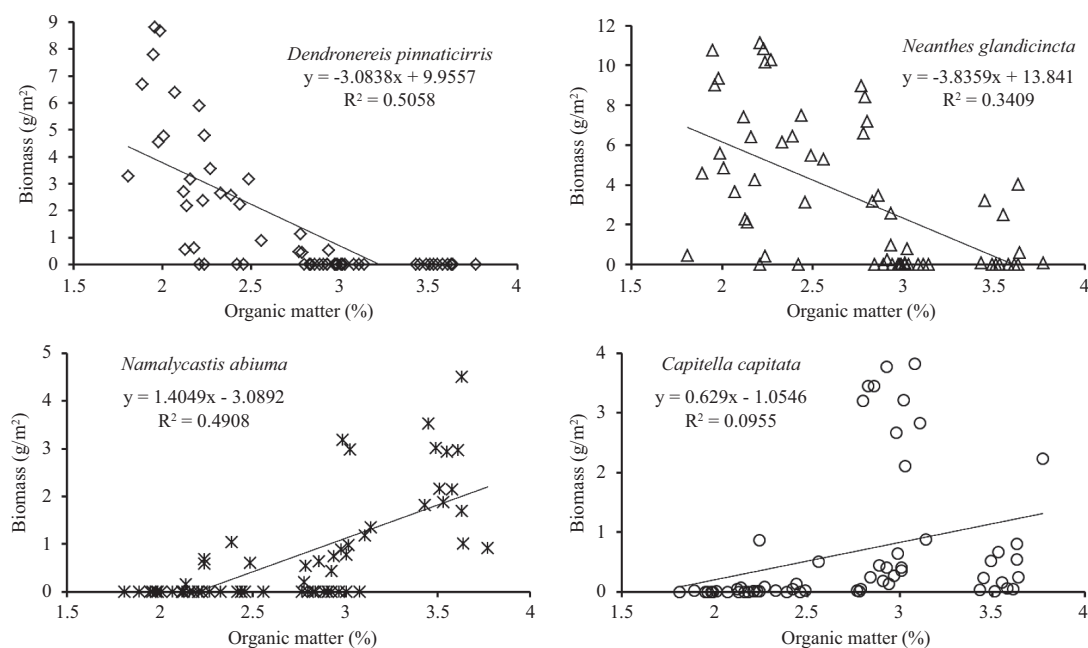 9
8
7
6
5
4
3
2
1
0
Biomass (g/m²)
Dendronereis pinnaticirris
y = -3.0838x + 9.9557
R² = 0.5058
1.5
2
2.5
3
3.5
4
Organic matter (%)
12
10
8
6
4
2
0
Biomass (g/m²)
Neanthes glandicincta
y = -3.8359x + 13.841
R² = 0.3409
1.5
2
2.5
3
3.5
4
Organic matter (%)
5
4
3
2
1
0
Biomass (g/m²)
Namalycastis abiuma
y = 1.4049x - 3.0892
R² = 0.4908
1.5
2
2.5
3
3.5
4
Organic matter (%)
4
3
2
1
0
Biomass (g/m²)
Capitella capitata
y = 0.629x - 1.0546
R² = 0.0955
1.5
2
2.5
3
3.5
4
Organic matter (%)